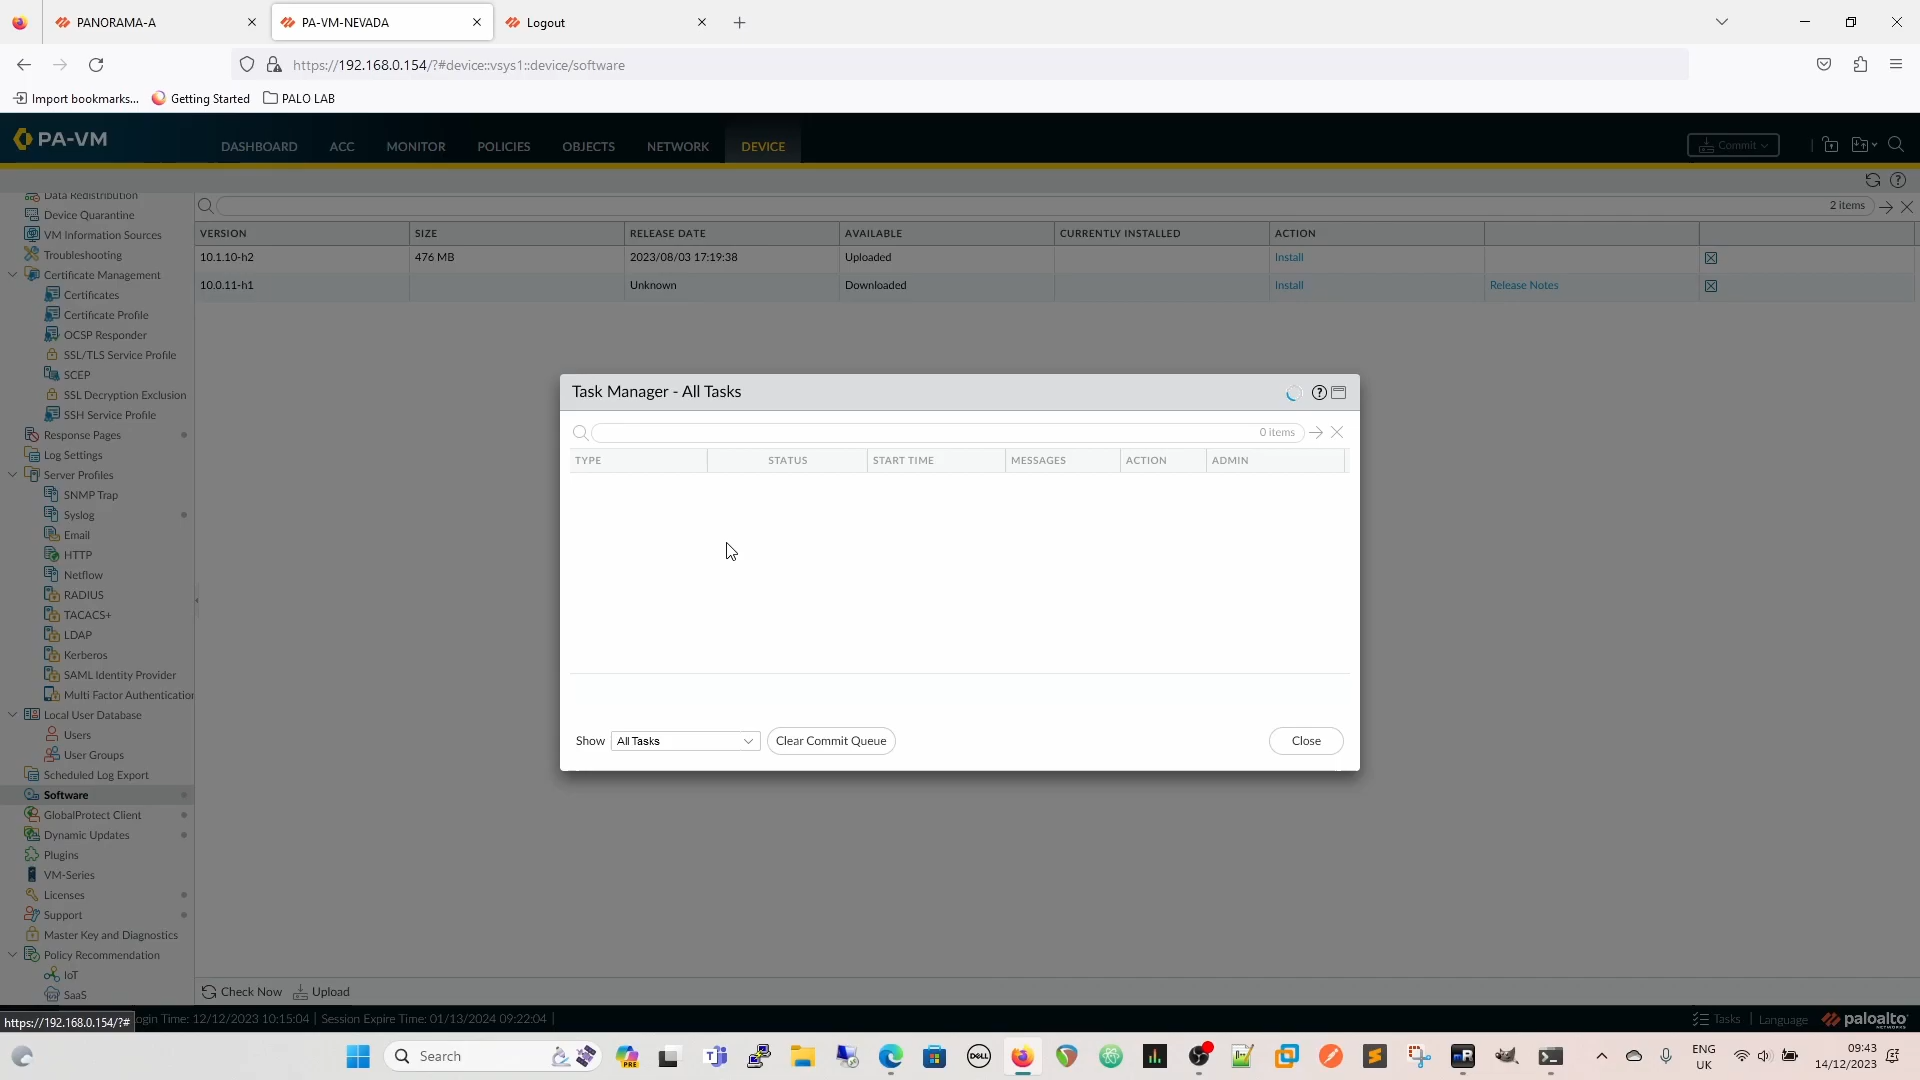 PANORAMA-A
PA-VM-NEVADA
Logout
https://192.168.0.154/?#device::vsys1::device/software
Import bookmarks...
Getting Started
PALO LAB
PA-VM
DASHBOARD
ACC
MONITOR
POLICIES
OBJECTS
NETWORK
DEVICE
Commit
Data Redistribution
Device Quarantine
VM Information Sources
Troubleshooting
Certificate Management
Certificates
Certificate Profile
OCSP Responder
SSL/TLS Service Profile
SCEP
SSL Decryption Exclusion
SSH Service Profile
Response Pages
Log Settings
Server Profiles
SNMP Trap
Syslog
Email
HTTP
Netflow
RADIUS
TACACS+
LDAP
Kerberos
SAML Identity Provider
Multi Factor Authentication
Local User Database
Users
User Groups
Scheduled Log Export
Software
GlobalProtect Client
Dynamic Updates
Plugins
VM-Series
Licenses
Support
Master Key and Diagnostics
Policy Recommendation
IoT
SaaS
2 items
VERSION SIZE RELEASE DATE AVAILABLE CURRENTLY INSTALLED ACTION
10.1.10-h2 476 MB 2023/08/03 17:19:38 Uploaded Install
10.0.11-h1 Unknown Downloaded Install Release Notes
Task Manager - All Tasks
0 items
TYPE STATUS START TIME MESSAGES ACTION ADMIN
Show All Tasks Clear Commit Queue Close
Check Now Upload
https://192.168.0.154/?#
ogin Time: 12/12/2023 10:15:04 | Session Expire Time: 01/13/2024 09:22:04 |
Tasks | Language paloalto NETWORKS
Search
PRE
DELL
ENG
UK
09:43
14/12/2023